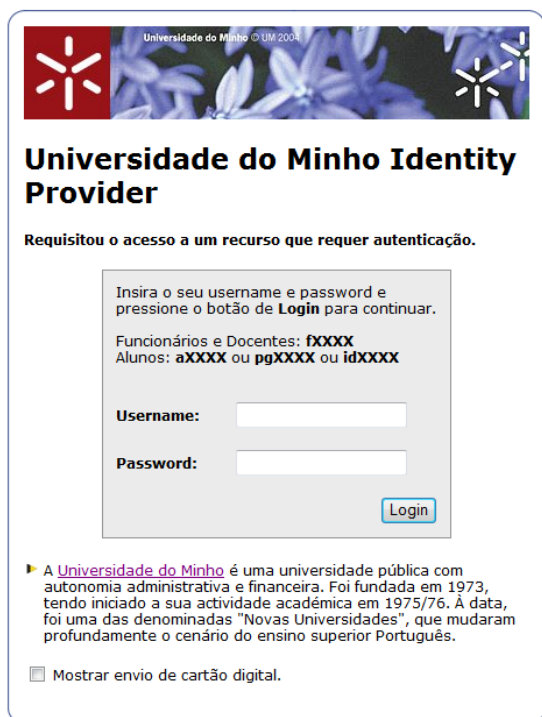 Universidade do Minho © UM 2004
Universidade do Minho Identity
Provider
Requisitou o acesso a um recurso que requer autenticação.
Insira o seu username e password e
pressione o botão de Login para continuar.
Funcionários e Docentes: fXXXX
Alunos: aXXXX ou pgXXXX ou idXXXX
Username:
Password:
Login
A Universidade do Minho é uma universidade pública com
autonomia administrativa e financeira. Foi fundada em 1973,
tendo iniciado a sua actividade académica em 1975/76. À data,
foi uma das denominadas "Novas Universidades", que mudaram
profundamente o cenário do ensino superior Português.
Mostrar envio de cartão digital.